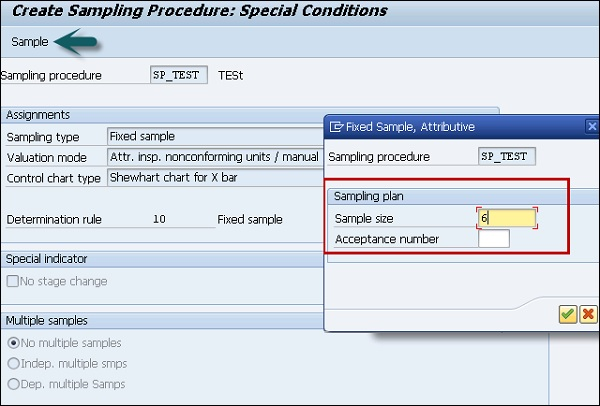 Create Sampling Procedure: Special Conditions
Sample
Sampling procedure SP_TEST TESt
Assignments
Sampling type Fixed sample
Valuation mode Attr. insp. nonconforming units / manual
Control chart type Shewhart chart for X bar
Determination rule 10 Fixed sample
Special indicator
No stage change
Multiple samples
No multiple samples
Indep. multiple smps
Dep. multiple Samps
Fixed Sample, Attributive
Sampling procedure SP_TEST
Sampling plan
Sample size 6
Acceptance number